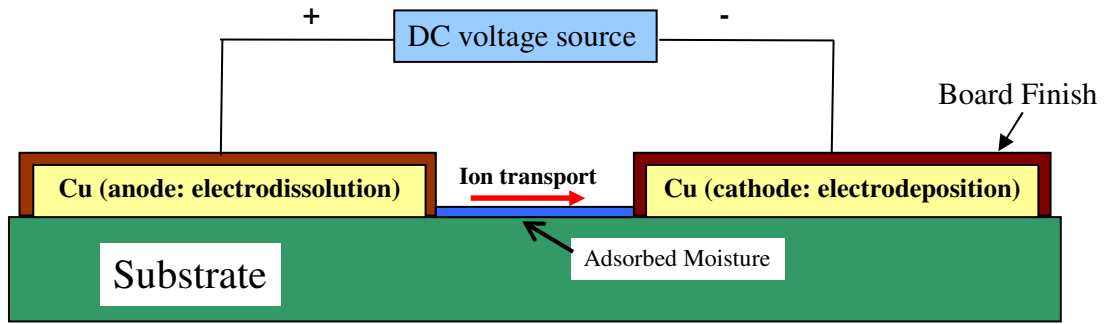 +
-
DC voltage source
Board Finish
Cu (anode: electrodissolution)
Ion transport
Cu (cathode: electrodeposition)
Adsorbed Moisture
Substrate